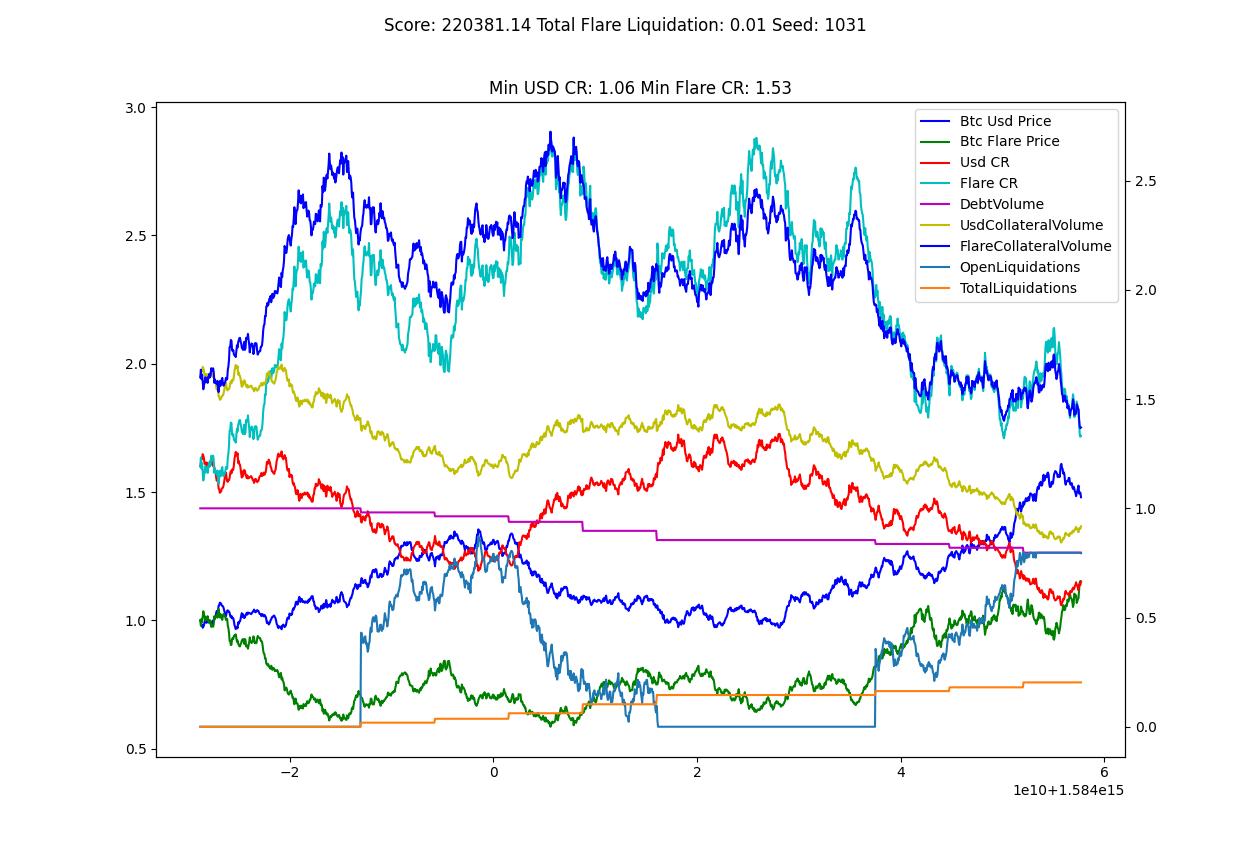 Score: 220381.14 Total Flare Liquidation: 0.01 Seed: 1031
Min USD CR: 1.06 Min Flare CR: 1.53
3.0
2.5
2.0
1.5
1.0
0.5
Btc Usd Price
Btc Flare Price
Usd CR
Flare CR
DebtVolume
UsdCollateralVolume
FlareCollateralVolume
OpenLiquidations
TotalLiquidations
2.5
2.0
1.5
1.0
0.5
0.0
−2 0 2 4 6
1e10+1.584e15